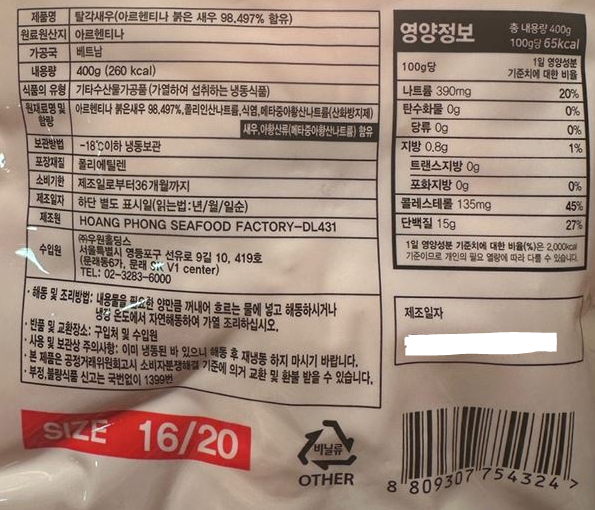 제품명 탈각새우(아르헨티나 붉은 새우 98.497% 함유)
원료원산지 아르헨티나
가공국 베트남
내용량 400g (260 kcal)
식품의 유형 기타수산물가공품(가열하여 섭취하는 냉동식품)
원재료명 및 함량 아르헨티나 붉은새우 98.497%,폴리인산나트륨,식염,메타중아황산나트륨(산화방지제)
새우,아황산류(메타중아황산나트륨) 함유
보관방법 -18℃이하 냉동보관
포장재질 폴리에틸렌
소비기한 제조일로부터36개월까지
제조일자 하단 별도 표시일(읽는법:년/월/일순)
제조원 HOANG PHONG SEAFOOD FACTORY-DL431
수입원 ㈜우원홀딩스
서울특별시 영등포구 선유로 9길 10, 419호
(문래동6가, 문래 SK V1 center)
TEL: 02-3283-6000
· 해동 및 조리방법: 내용물을 필요한 양만큼 꺼내어 흐르는 물에 넣고 해동하시거나
냉장 온도에서 자연해동하여 가열 조리하십시오.
· 반품 및 교환장소: 구입처 및 수입원
· 사용 및 보관상 주의사항: 이미 냉동된 바 있으니 해동 후 재냉동 하지 마시기 바랍니다.
· 본 제품은 공정거래위원회고시 소비자분쟁해결 기준에 의거 교환 및 환불 받을 수 있습니다.
· 부정,불량식품 신고는 국번없이 1399번
SIZE 16/20
비닐류
OTHER
영양정보
총 내용량 400g
100g당 65kcal
100g당 1일 영양성분
기준치에 대한 비율
나트륨 390mg 20%
탄수화물 0g 0%
당류 0g 0%
지방 0.8g 1%
트랜스지방 0g
포화지방 0g 0%
콜레스테롤 135mg 45%
단백질 15g 27%
1일 영양성분 기준치에 대한 비율(%)은 2,000kcal
기준이므로 개인의 필요 열량에 따라 다를 수 있습니다.
제조일자
8 809307 754324 >